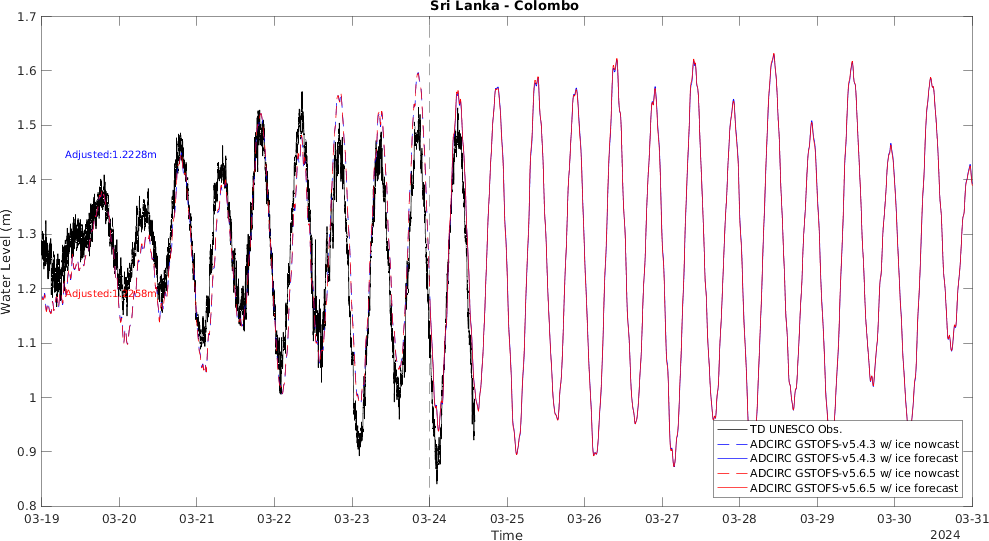 Sri Lanka - Colombo
1.7
1.6
1.5
1.4
1.3
1.2
1.1
1
0.9
0.8
Water Level (m)
Adjusted:1.2228m
TD UNESCO Obs.
ADCIRC GSTOFS-v5.4.3 w/ ice nowcast
ADCIRC GSTOFS-v5.4.3 w/ ice forecast
ADCIRC GSTOFS-v5.6.5 w/ ice nowcast
ADCIRC GSTOFS-v5.6.5 w/ ice forecast
03-19 03-20 03-21 03-22 03-23 03-24 03-25 03-26 03-27 03-28 03-29 03-30 03-31
Time
2024